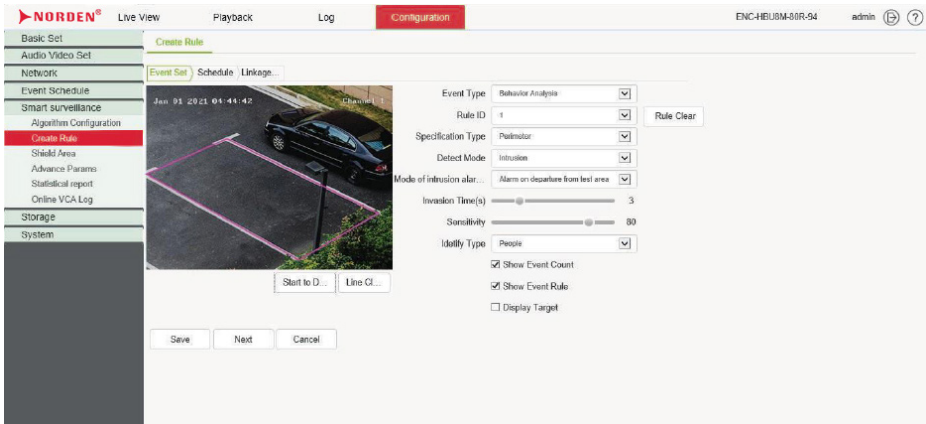 NORDEN® Live View Playback Log Configuration ENC-HBU8M-80R-94 admin ?
Basic Set
Create Rule
Audio Video Set
Network
Event Set Schedule Linkage...
Event Schedule
Smart surveillance
Algorithm Configuration
Create Rule
Shield Area
Advance Params
Statistical report
Online VCA Log
Storage
System
Jan 01 2021 04:44:42 Channel 1
Start to D... Line Cl...
Event Type Behavior Analysis
Rule ID 1 Rule Clear
Specification Type Perimeter
Detect Mode Intrusion
Mode of intrusion alar... Alarm on departure from test area
Invasion Time(s) 3
Sensitivity 80
Idetify Type People
Show Event Count
Show Event Rule
Display Target
Save Next Cancel